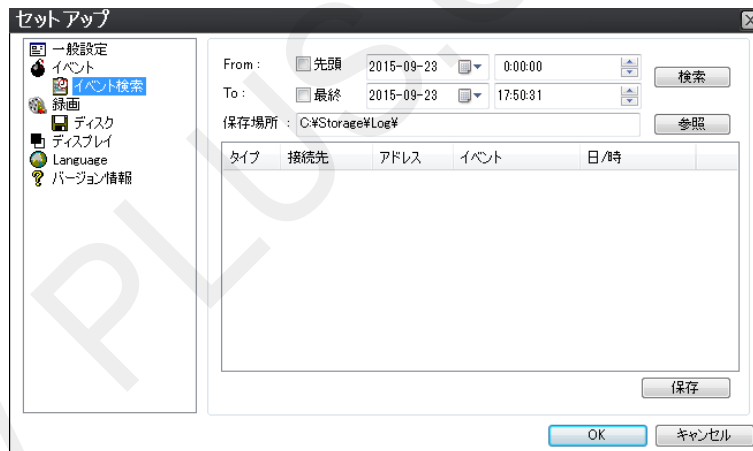 セットアップ
一般設定
イベント
イベント検索
録画
ディスク
ディスプレイ
Language
バージョン情報
From : 先頭 2015-09-23 0:00:00 検索
To : 最終 2015-09-23 17:50:31
保存場所 : C:¥Storage¥Log¥ 参照
タイプ 接続先 アドレス イベント 日/時
保存
OK キャンセル
PLUS